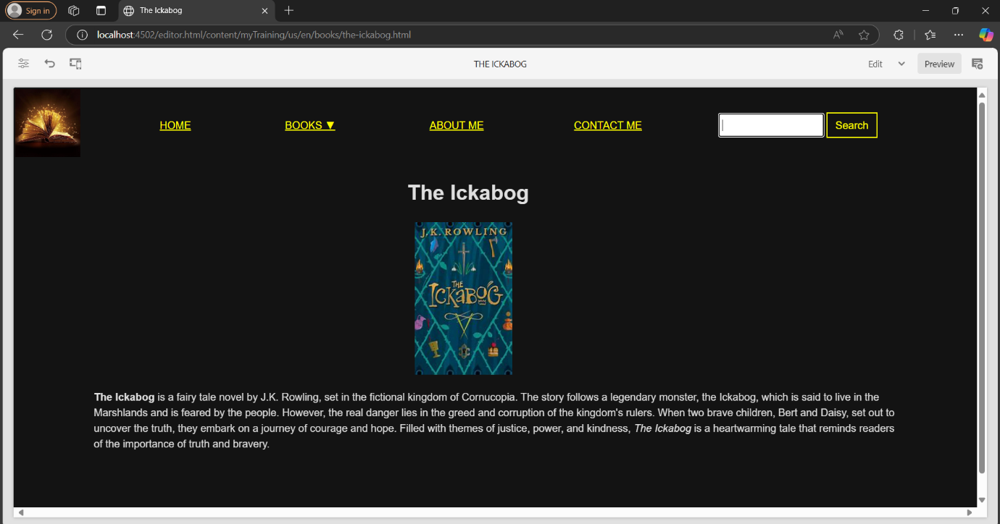 Sign in
The Ickabog
localhost:4502/editor.html/content/myTraining/us/en/books/the-ickabog.html
THE ICKABOG
Edit
Preview
HOME
BOOKS ▼
ABOUT ME
CONTACT ME
Search
The Ickabog
J.K. ROWLING
THE
ICKABOG
The Ickabog is a fairy tale novel by J.K. Rowling, set in the fictional kingdom of Cornucopia. The story follows a legendary monster, the Ickabog, which is said to live in the
Marshlands and is feared by the people. However, the real danger lies in the greed and corruption of the kingdom's rulers. When two brave children, Bert and Daisy, set out to
uncover the truth, they embark on a journey of courage and hope. Filled with themes of justice, power, and kindness, The Ickabog is a heartwarming tale that reminds readers
of the importance of truth and bravery.